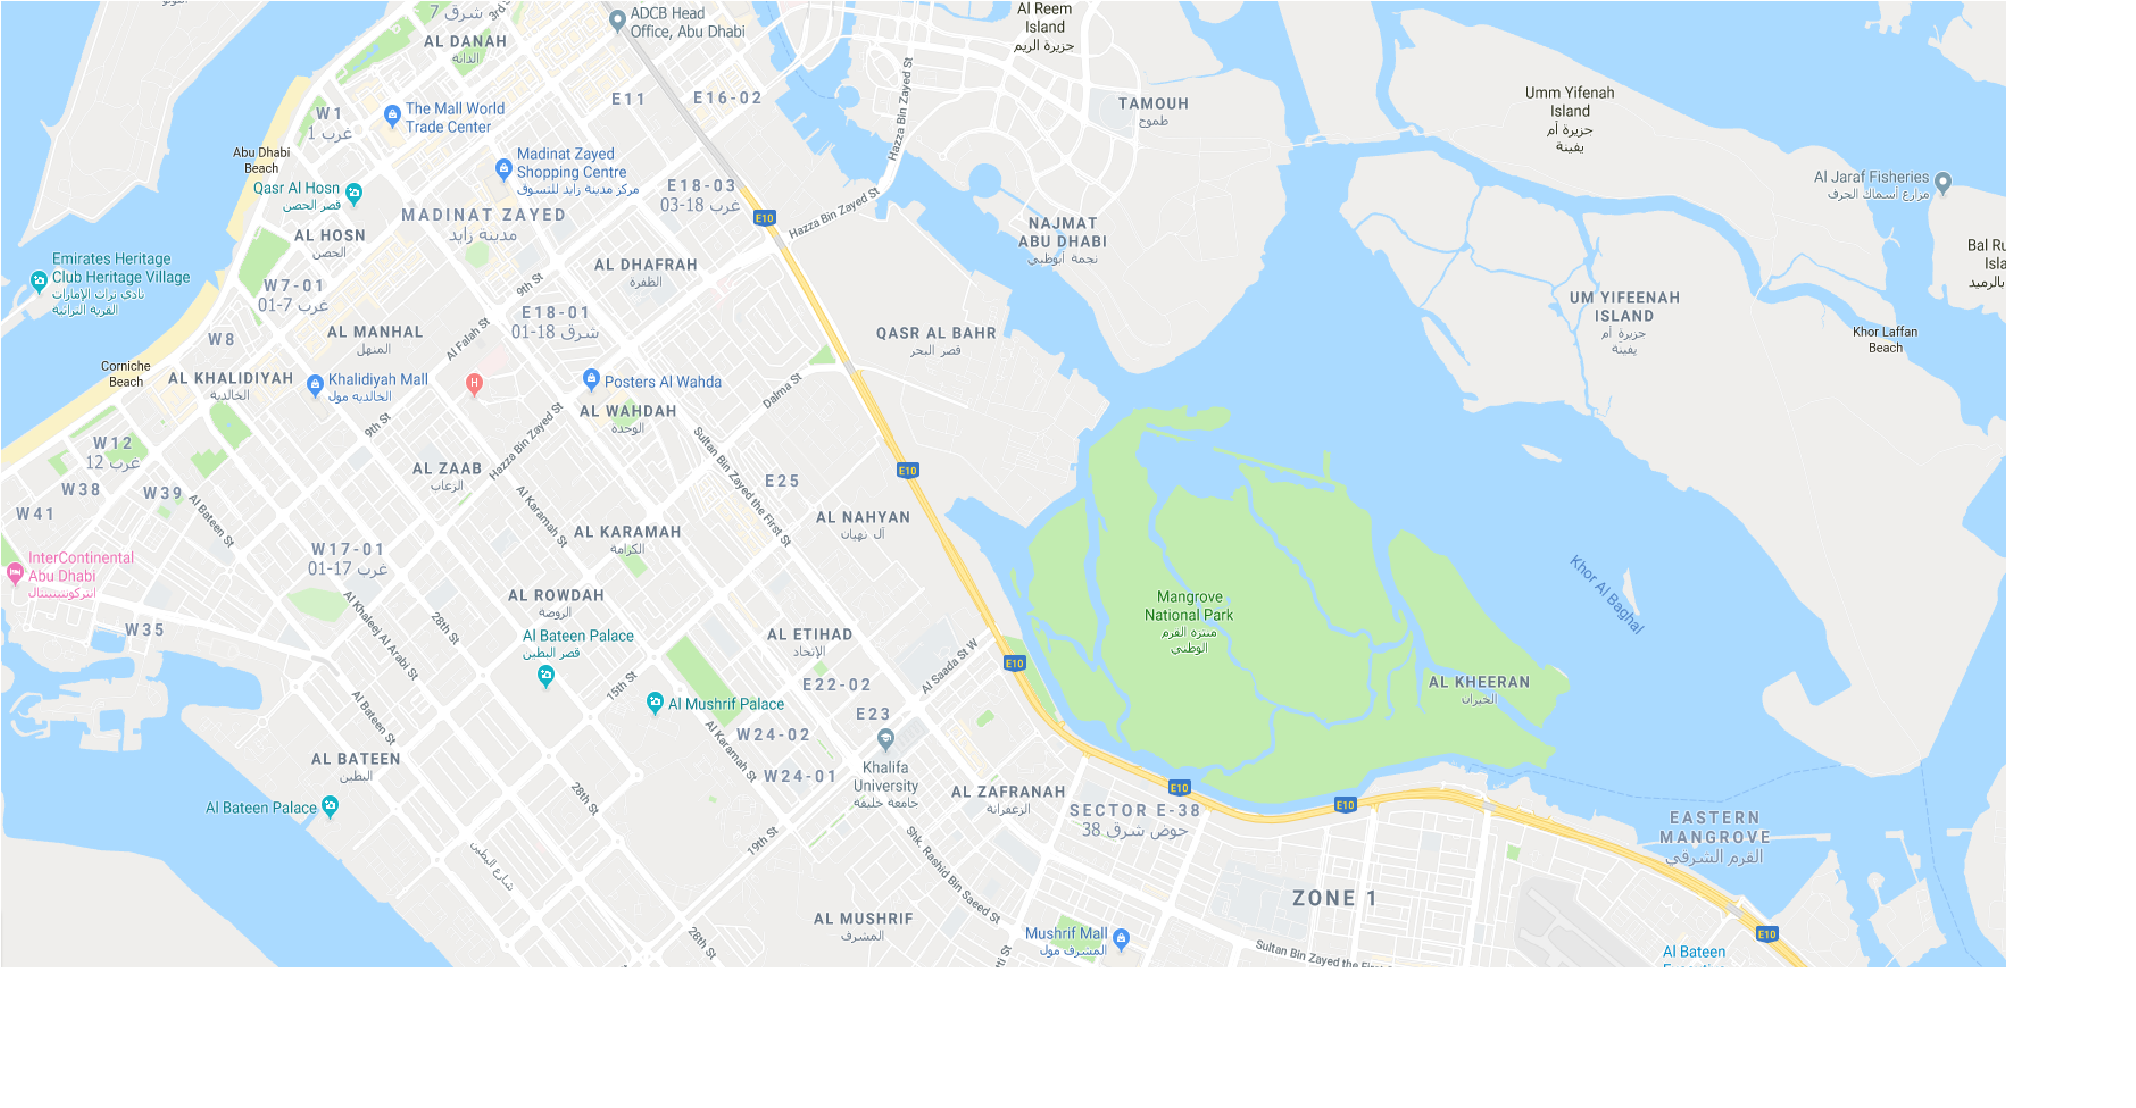 شرق 7
3rd S
AL DANAH
الدانة
ADCB Head
Office, Abu Dhabi
Al Reem
Island
جزيرة الريم
W1
غرب 1
The Mall World
Trade Center
E11
E16-02
Hazza Bin Zayed St
TAMOUH
طموح
Umm Yifenah
Island
جزيرة أم
يفينة
Abu Dhabi
Beach
Madinat Zayed
Shopping Centre
مركز مدينة زايد للتسوق
Qasr Al Hosn
قصر الحصن
E18-03
غرب 18-03
Al Jaraf Fisheries
مزارع أسماك الجرف
MADINAT ZAYED
مدينة زايد
E10
Hazza Bin Zayed St
AL HOSN
الحصن
NAJMAT
ABU DHABI
نجمة أبوظبي
Bal Ru
Isla
بالرميد
Emirates Heritage
Club Heritage Village
نادي تراث الإمارات
القرية التراثية
AL DHAFRAH
الظفرة
W7-01
غرب 7-01
9th St
E18-01
شرق 18-01
UM YIFEENAH
ISLAND
جزيرة أم
يفينة
W8
AL MANHAL
المنهل
Al Falah St
QASR AL BAHR
قصر البحر
Khor Laffan
Beach
Corniche
Beach
AL KHALIDIYAH
الخالدية
Khalidiyah Mall
الخالدية مول
H
Posters Al Wahda
Dalma St
AL WAHDAH
الوحدة
9th St
Hazza Bin Zayed St
W12
غرب 12
Sultan Bin Zayed the First St
AL ZAAB
الزعاب
E10
W38
W39
E25
W41
Al Bateen St
Al Karamah St
AL KARAMAH
الكرامة
AL NAHYAN
آل نهيان
W17-01
غرب 17-01
InterContinental
Abu Dhabi
انتركونتيننتال
Khor Al Baghal
AL ROWDAH
الروضة
Mangrove
National Park
منتزه القرم
الوطني
Al Khaleej Al Arabi St
28th St
W35
Al Bateen Palace
قصر البطين
AL ETIHAD
الإتحاد
Al Saada St W
E10
15th St
E22-02
AL KHEERAN
الخيران
Al Mushrif Palace
E23
Al Bateen St
Al Karamah St
W24-02
AL BATEEN
البطين
W24-01
Khalifa
University
جامعة خليفة
E10
28th St
AL ZAFRANAH
الزعفرانة
E10
Al Bateen Palace
SECTOR E-38
حوض شرق 38
EASTERN
MANGROVE
القرم الشرقي
19th St
شارع البطين
Shk. Rashid Bin Saeed St
ZONE 1
AL MUSHRIF
المشرف
28th St
Mushrif Mall
المشرف مول
Sultan Bin Zayed the First
E10
Al Bateen